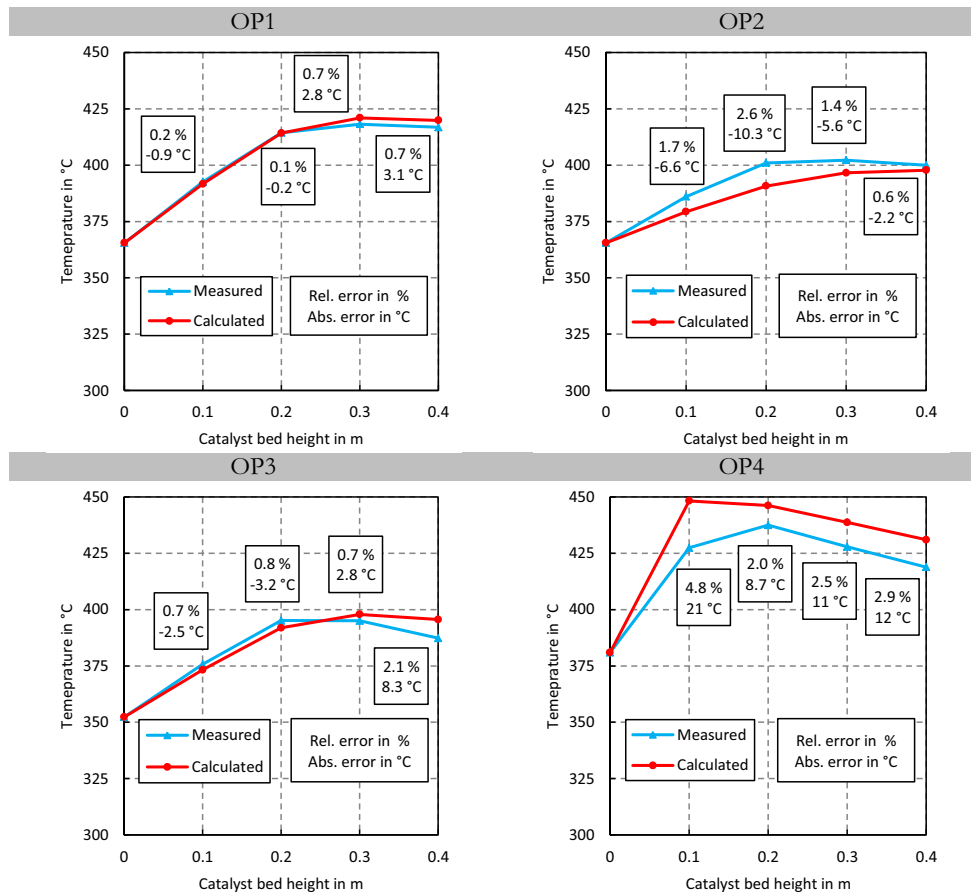 OP1
OP2
450
425
400
375
350
325
300
Temeprature in °C
0.2 %
-0.9 °C
0.7 %
2.8 °C
0.1 %
-0.2 °C
0.7 %
3.1 °C
Measured
Calculated
Rel. error in %
Abs. error in °C
0
0.1
0.2
0.3
0.4
Catalyst bed height in m
450
425
400
375
350
325
300
Temeprature in °C
1.7 %
-6.6 °C
2.6 %
-10.3 °C
1.4 %
-5.6 °C
0.6 %
-2.2 °C
Measured
Calculated
Rel. error in %
Abs. error in °C
0
0.1
0.2
0.3
0.4
Catalyst bed height in m
OP3
OP4
450
425
400
375
350
325
300
Temeprature in °C
0.7 %
-2.5 °C
0.8 %
-3.2 °C
0.7 %
2.8 °C
2.1 %
8.3 °C
Measured
Calculated
Rel. error in %
Abs. error in °C
0
0.1
0.2
0.3
0.4
Catalyst bed height in m
450
425
400
375
350
325
300
Temeprature in °C
4.8 %
21 °C
2.0 %
8.7 °C
2.5 %
11 °C
2.9 %
12 °C
Measured
Calculated
Rel. error in %
Abs. error in °C
0
0.1
0.2
0.3
0.4
Catalyst bed height in m